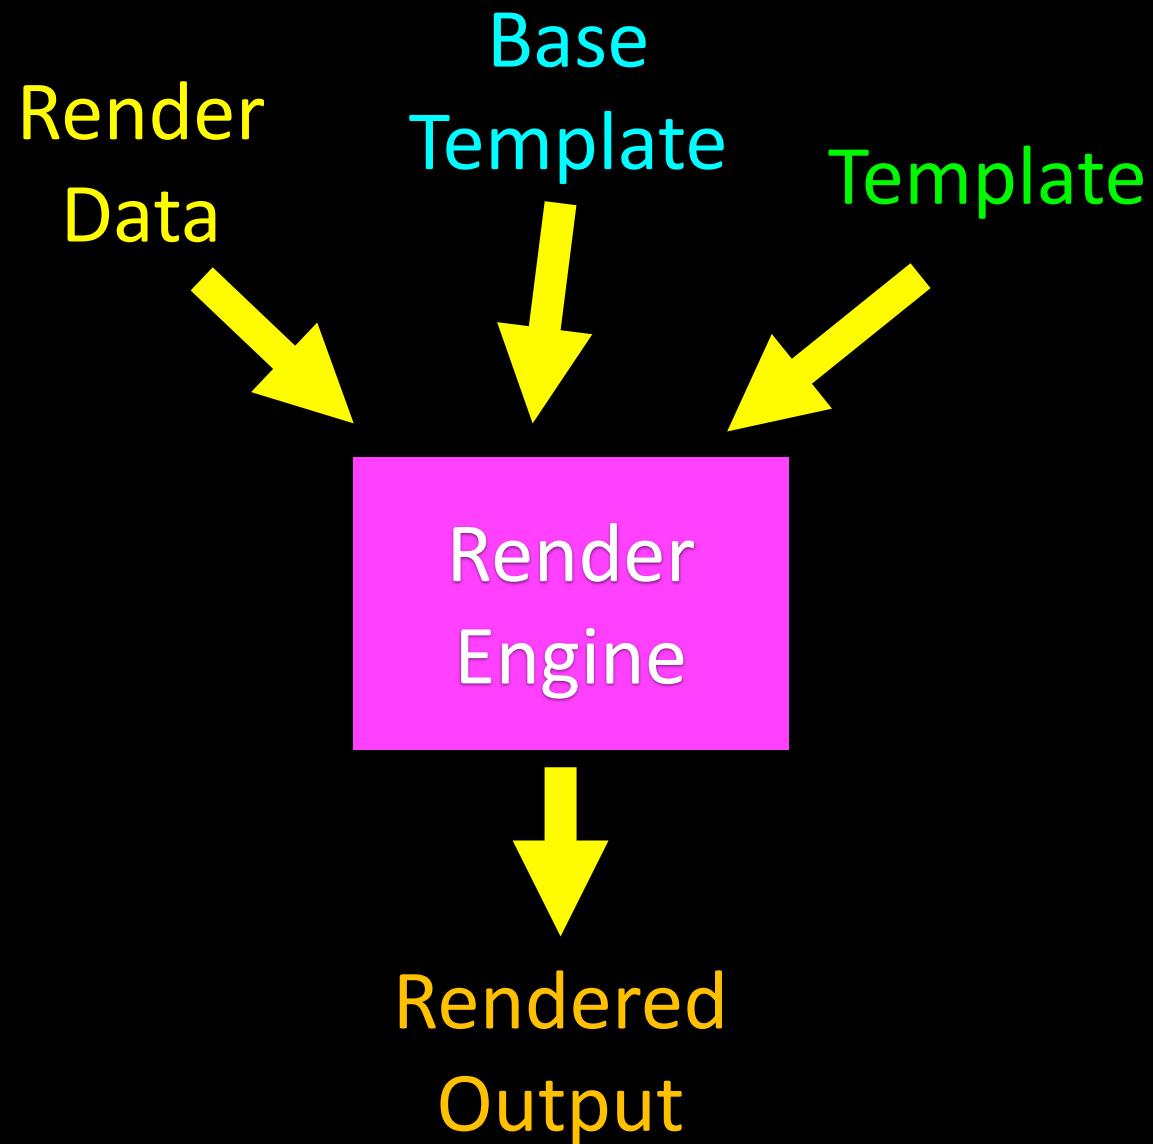 Render
Data
Base
Template
Template
Render
Engine
Rendered
Output